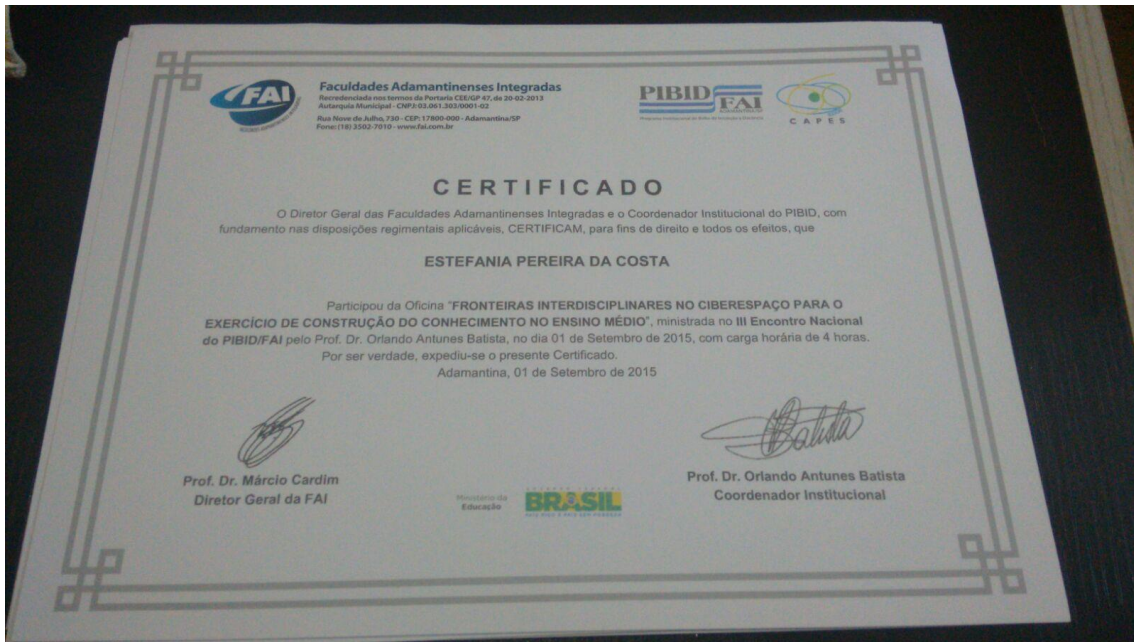 FAI
Faculdades Adamantinenses Integradas
Recredenciada nos termos da Portaria CEE/GP 47, de 20-02-2013
Autarquia Municipal - CNPJ: 03.061.303/0001-02
Rua Nove de Julho, 730 - CEP: 17800-000 - Adamantina/SP
Fone: (18) 3502-7010 - www.fai.com.br
PIBID
FAI
CAPES
CERTIFICADO
O Diretor Geral das Faculdades Adamantinenses Integradas e o Coordenador Institucional do PIBID, com
fundamento nas disposições regimentais aplicáveis, CERTIFICAM, para fins de direito e todos os efeitos, que
ESTEFANIA PEREIRA DA COSTA
Participou da Oficina "FRONTEIRAS INTERDISCIPLINARES NO CIBERESPAÇO PARA O
EXERCÍCIO DE CONSTRUÇÃO DO CONHECIMENTO NO ENSINO MÉDIO", ministrada no III Encontro Nacional
do PIBID/FAI pelo Prof. Dr. Orlando Antunes Batista, no dia 01 de Setembro de 2015, com carga horária de 4 horas.
Por ser verdade, expediu-se o presente Certificado.
Adamantina, 01 de Setembro de 2015
Batista
Prof. Dr. Márcio Cardim
Diretor Geral da FAI
Prof. Dr. Orlando Antunes Batista
Coordenador Institucional
Ministério da
Educação
BRASIL